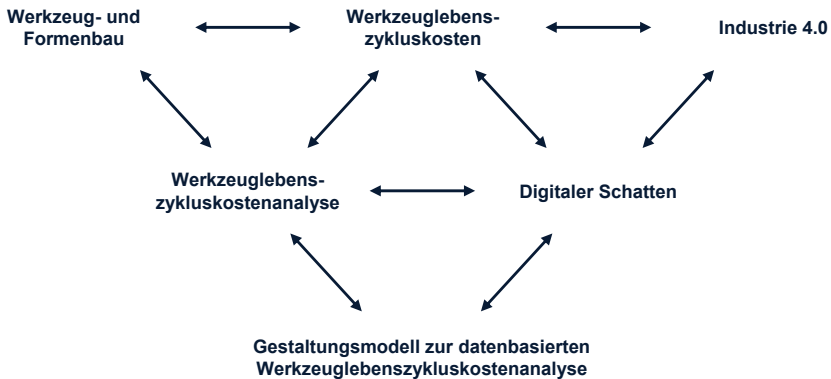 Werkzeug- und
Formenbau
Werkzeuglebens-
zykluskosten
Industrie 4.0
Werkzeuglebens-
zykluskostenanalyse
Digitaler Schatten
Gestaltungsmodell zur datenbasierten
Werkzeuglebenszykluskostenanalyse